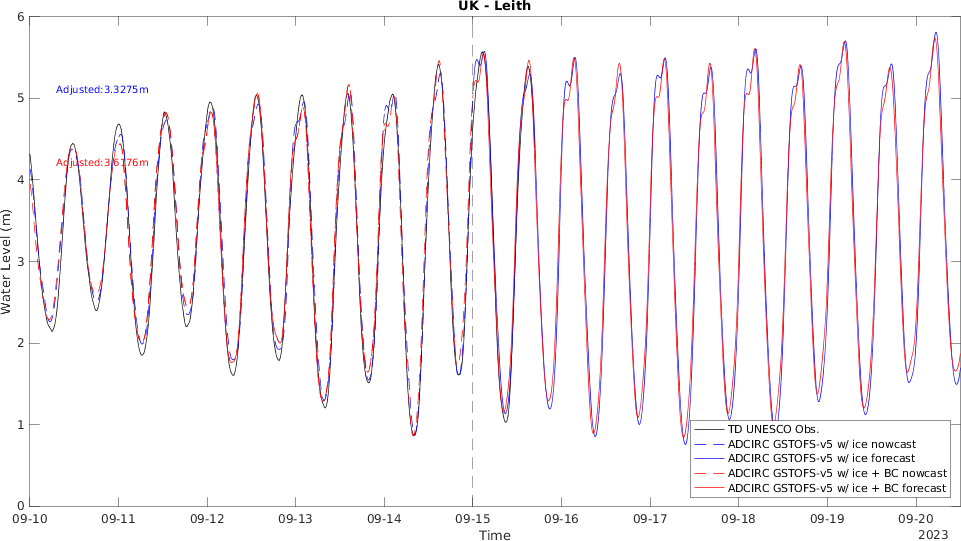 UK - Leith
6
5
4
3
2
1
0
Water Level (m)
Adjusted:3.3275m
Adjusted:3.6176m
TD UNESCO Obs.
ADCIRC GSTOFS-v5 w/ ice nowcast
ADCIRC GSTOFS-v5 w/ ice forecast
ADCIRC GSTOFS-v5 w/ ice + BC nowcast
ADCIRC GSTOFS-v5 w/ ice + BC forecast
09-10 09-11 09-12 09-13 09-14 09-15 09-16 09-17 09-18 09-19 09-20
Time
2023